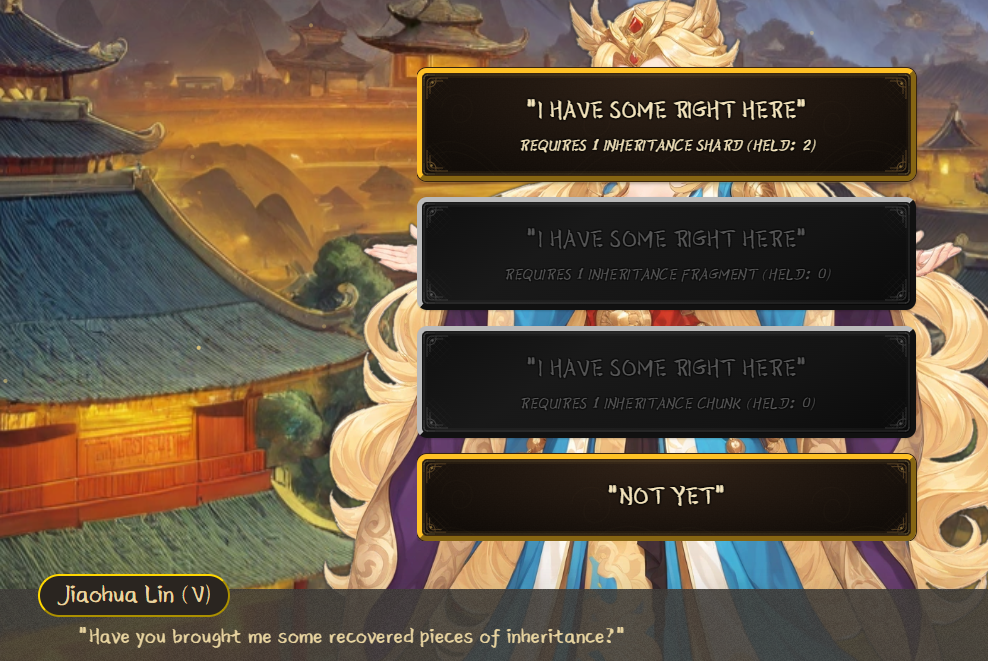 "I HAVE SOME RIGHT HERE"
REQUIRES 1 INHERITANCE SHARD (HELD: 2)
"I HAVE SOME RIGHT HERE"
REQUIRES 1 INHERITANCE FRAGMENT (HELD: 0)
"I HAVE SOME RIGHT HERE"
REQUIRES 1 INHERITANCE CHUNK (HELD: 0)
"NOT YET"
Jiaohua Lin (V)
"Have you brought me some recovered pieces of inheritance?"